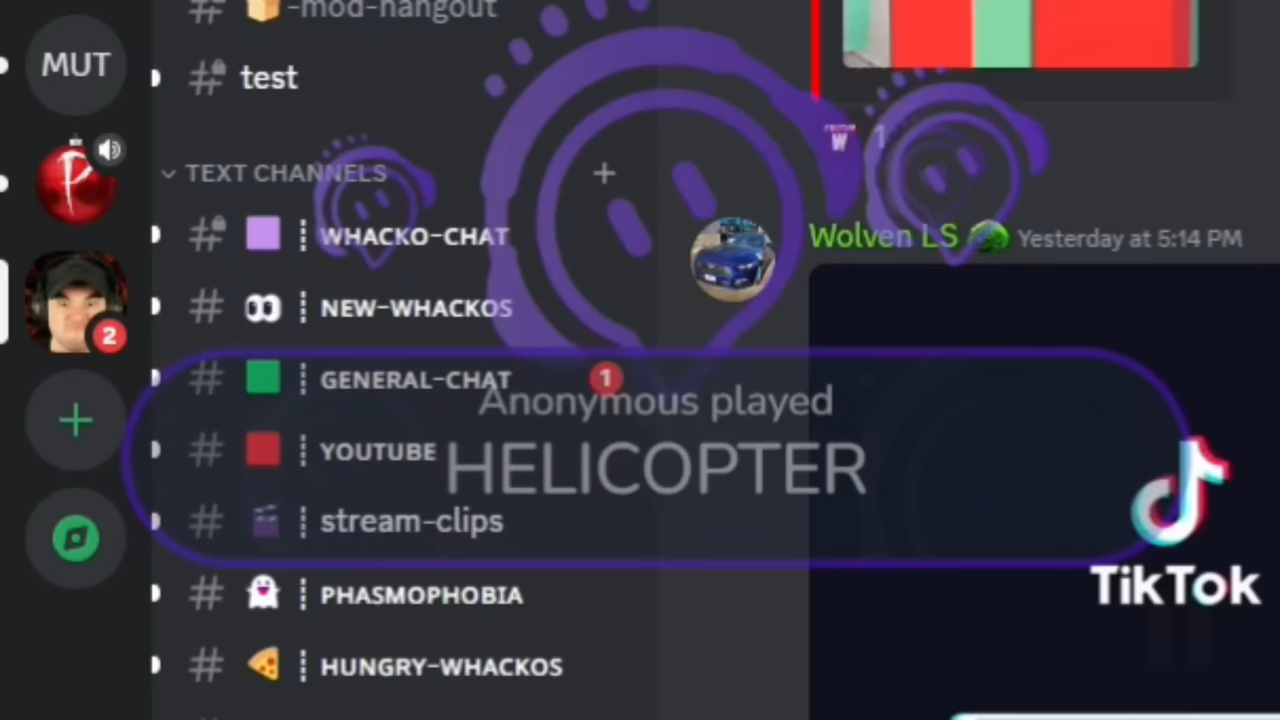 -mod-hangout
MUT
test
TEXT CHANNELS
WHACKO-CHAT
NEW-WHACKOS
2
GENERAL-CHAT
1
YOUTUBE
stream-clips
PHASMOPHOBIA
HUNGRY-WHACKOS
Anonymous played
HELICOPTER
W 1
Wolven LS Yesterday at 5:14 PM
TikTok